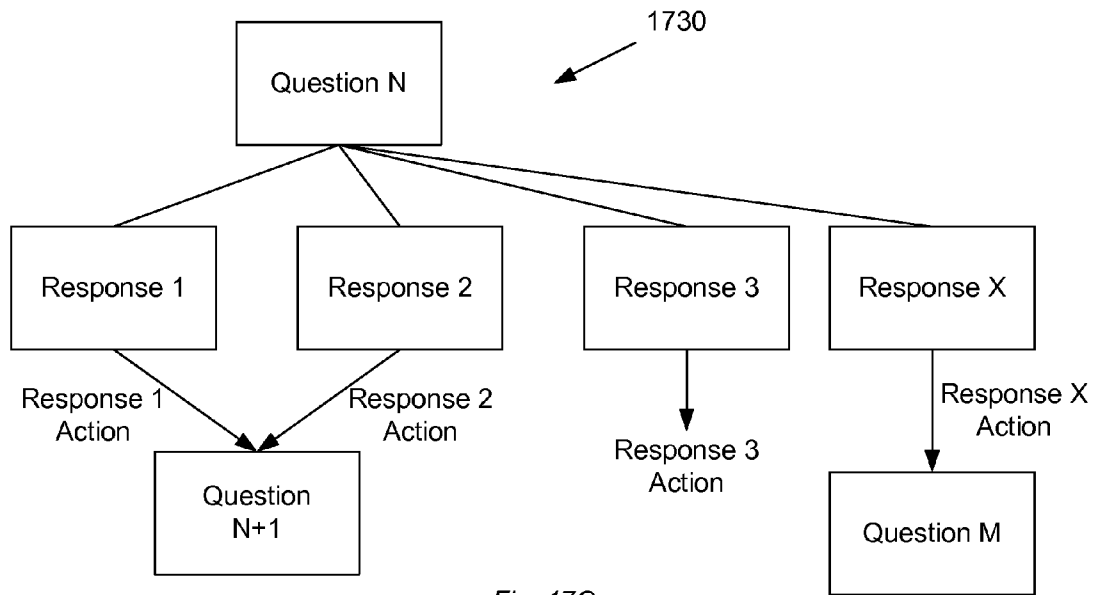 1730
Question N
Response 1
Response 2
Response 3
Response X
Response 1
Action
Response 2
Action
Response 3
Action
Response X
Action
Question
N+1
Question M